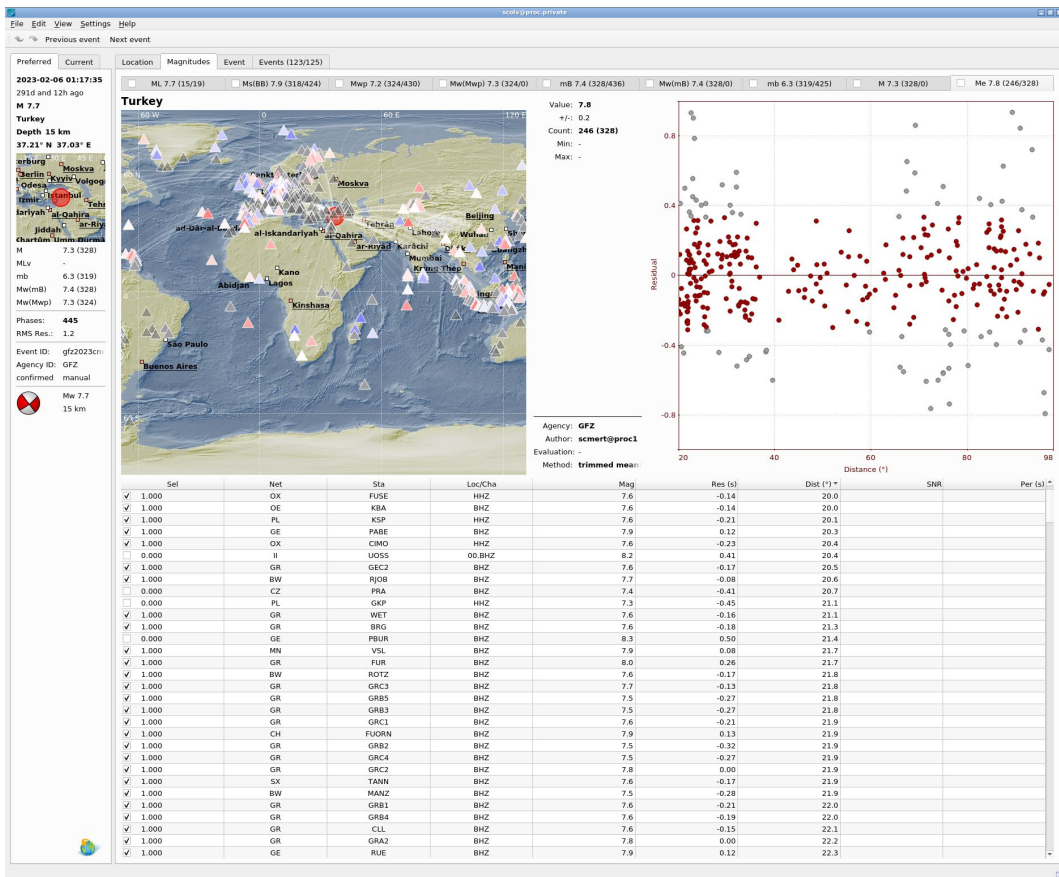 scolv@proc.private
File Edit View Settings Help
Previous event Next event
Preferred Current
Location Magnitudes Event Events (123/125)
2023-02-06 01:17:35
291d and 12h ago
M 7.7
Turkey
Depth 15 km
37.21° N 37.03° E
ML 7.7 (15/19) Ms(BB) 7.9 (318/424) Mwp 7.2 (324/430) Mw(Mwp) 7.3 (324/0) mB 7.4 (328/436) Mw(mB) 7.4 (328/0) mb 6.3 (319/425) M 7.3 (328/0) Me 7.8 (246/328)
Turkey
45 E
erburg
Moskva
Berlin
Kyyiv
Volgog
Odesa
Istanbul
Izmir
Tehr
dariyah
al-Qahira
Jiddah
ar-Riy
Chartûm Umm Durmâ
M 7.3 (328)
MLv -
mb 6.3 (319)
Mw(mB) 7.4 (328)
Mw(Mwp) 7.3 (324)
Phases: 445
RMS Res.: 1.2
Event ID: gfz2023cn
Agency ID: GFZ
confirmed manual
Mw 7.7
15 km
60 W 0 60 E 120 E
Moskva
Beijing
Tehrān
Lahore
Wuhan
al-Iskandariyah
al-Qahira
ar-Riyad
Karāchi
Mumbai
Krung Thep
Kano
Abidjan
Lagos
Kinshasa
São Paulo
Buenos Aires
Value: 7.8
+/-: 0.2
Count: 246 (328)
Min: -
Max: -
Agency: GFZ
Author: scmert@proc1
Evaluation: -
Method: trimmed mean
0.8
0.4
0
-0.4
-0.8
Residual
20 40 60 80 98
Distance (°)
Sel Net Sta Loc/Cha Mag Res (s) Dist (°) SNR Per (s)
1.000 OX FUSE HHZ 7.6 -0.14 20.0
1.000 OE KBA BHZ 7.6 -0.14 20.0
1.000 PL KSP HHZ 7.6 -0.21 20.1
1.000 GE PABE BHZ 7.9 0.12 20.3
1.000 OX CIMO HHZ 7.6 -0.23 20.4
0.000 II UOSS 00.BHZ 8.2 0.41 20.4
1.000 GR GEC2 BHZ 7.6 -0.17 20.5
1.000 BW RJOB BHZ 7.7 -0.08 20.6
0.000 CZ PRA BHZ 7.4 -0.41 20.7
0.000 PL GKP HHZ 7.3 -0.45 21.1
1.000 GR WET BHZ 7.6 -0.16 21.1
1.000 GR BRG BHZ 7.6 -0.18 21.3
0.000 GE PBUR BHZ 8.3 0.50 21.4
1.000 MN VSL BHZ 7.9 0.08 21.7
1.000 GR FUR BHZ 8.0 0.26 21.7
1.000 BW ROTZ BHZ 7.6 -0.17 21.8
1.000 GR GRC3 BHZ 7.7 -0.13 21.8
1.000 GR GRB5 BHZ 7.5 -0.27 21.8
1.000 GR GRB3 BHZ 7.5 -0.27 21.8
1.000 GR GRC1 BHZ 7.6 -0.21 21.9
1.000 CH FUORN BHZ 7.9 0.13 21.9
1.000 GR GRB2 BHZ 7.5 -0.32 21.9
1.000 GR GRC4 BHZ 7.5 -0.27 21.9
1.000 GR GRC2 BHZ 7.8 0.00 21.9
1.000 SX TANN BHZ 7.6 -0.17 21.9
1.000 BW MANZ BHZ 7.5 -0.28 21.9
1.000 GR GRB1 BHZ 7.6 -0.21 22.0
1.000 GR GRB4 BHZ 7.6 -0.19 22.0
1.000 GR CLL BHZ 7.6 -0.15 22.1
1.000 GR GRA2 BHZ 7.8 0.00 22.2
1.000 GE RUE BHZ 7.9 0.12 22.3